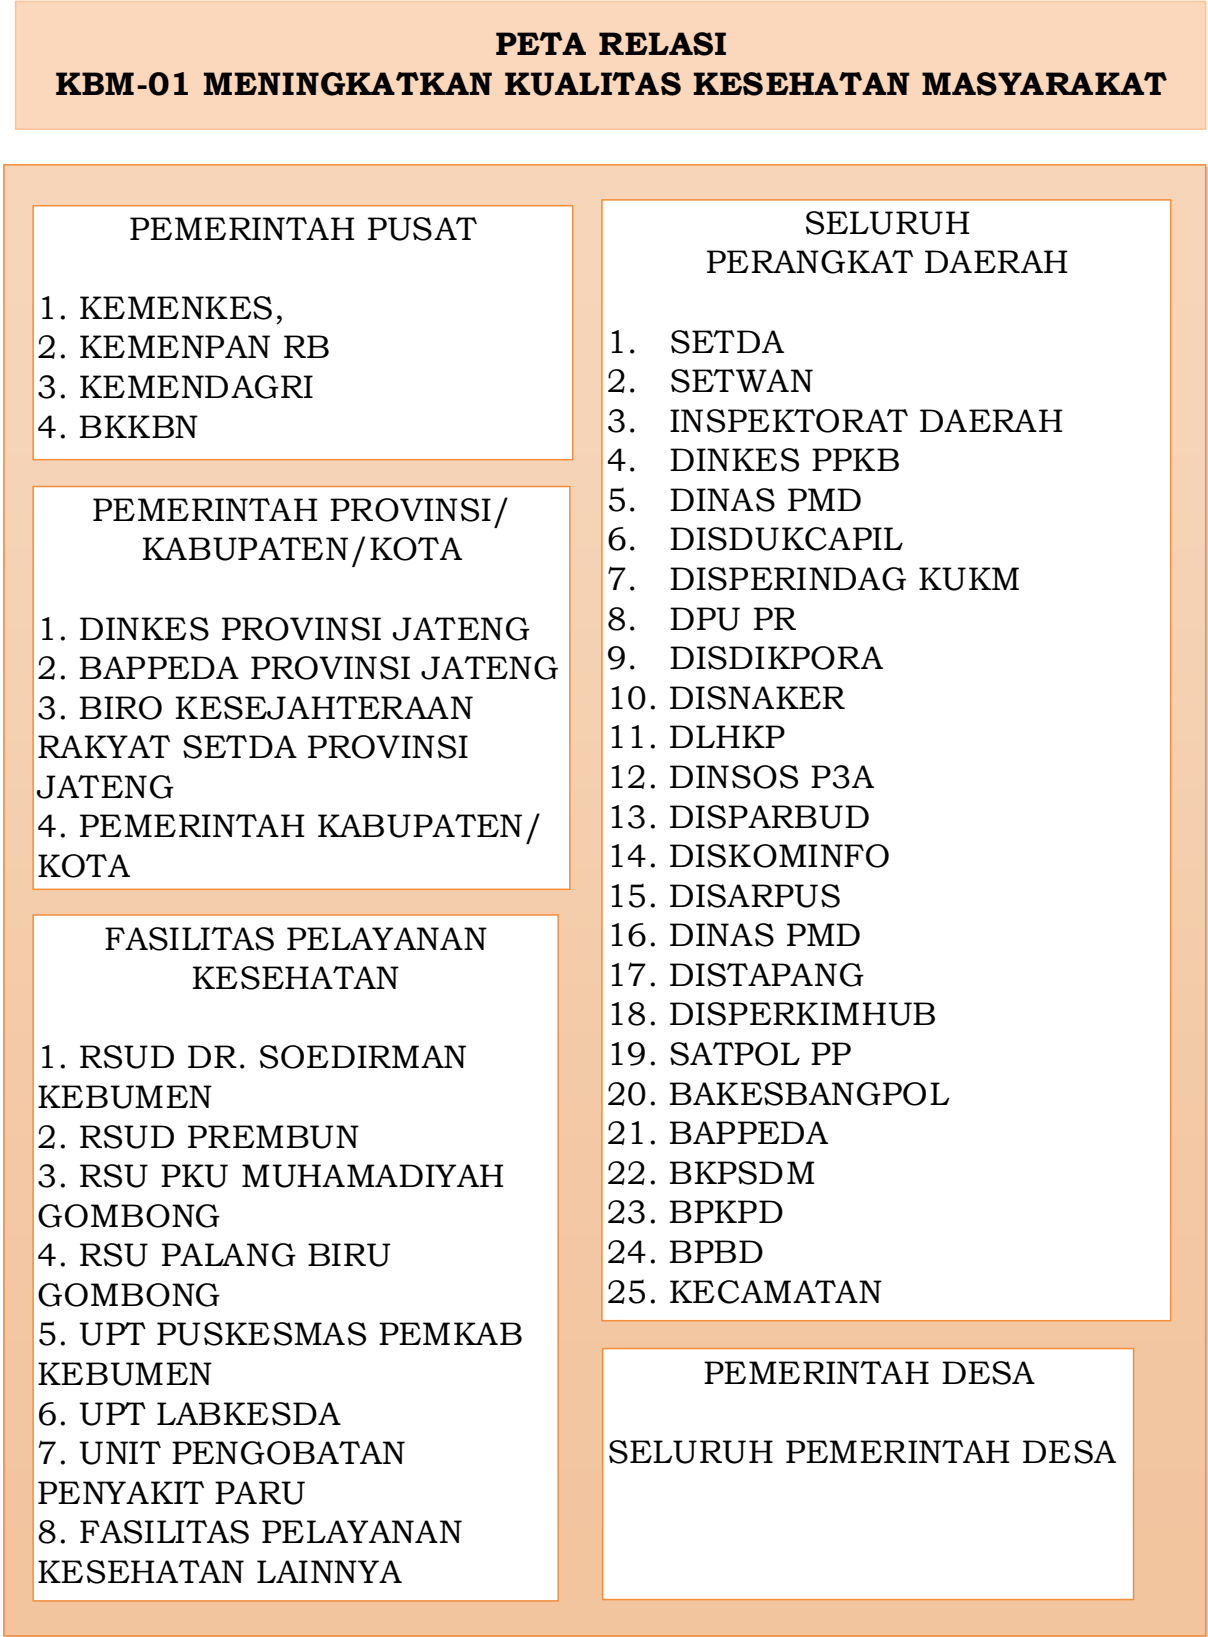 PETA RELASI
KBM-01 MENINGKATKAN KUALITAS KESEHATAN MASYARAKAT
PEMERINTAH PUSAT
1. KEMENKES,
2. KEMENPAN RB
3. KEMENDAGRI
4. BKKBN
PEMERINTAH PROVINSI/
KABUPATEN/KOTA
1. DINKES PROVINSI JATENG
2. BAPPEDA PROVINSI JATENG
3. BIRO KESEJAHTERAAN
RAKYAT SETDA PROVINSI
JATENG
4. PEMERINTAH KABUPATEN/
KOTA
FASILITAS PELAYANAN
KESEHATAN
1. RSUD DR. SOEDIRMAN
KEBUMEN
2. RSUD PREMBUN
3. RSU PKU MUHAMADIYAH
GOMBONG
4. RSU PALANG BIRU
GOMBONG
5. UPT PUSKESMAS PEMKAB
KEBUMEN
6. UPT LABKESDA
7. UNIT PENGOBATAN
PENYAKIT PARU
8. FASILITAS PELAYANAN
KESEHATAN LAINNYA
SELURUH
PERANGKAT DAERAH
1. SETDA
2. SETWAN
3. INSPEKTORAT DAERAH
4. DINKES PPKB
5. DINAS PMD
6. DISDUKCAPIL
7. DISPERINDAG KUKM
8. DPU PR
9. DISDIKPORA
10. DISNAKER
11. DLHKP
12. DINSOS P3A
13. DISPARBUD
14. DISKOMINFO
15. DISARPUS
16. DINAS PMD
17. DISTAPANG
18. DISPERKIMHUB
19. SATPOL PP
20. BAKESBANGPOL
21. BAPPEDA
22. BKPSDM
23. BPKPD
24. BPBD
25. KECAMATAN
PEMERINTAH DESA
SELURUH PEMERINTAH DESA